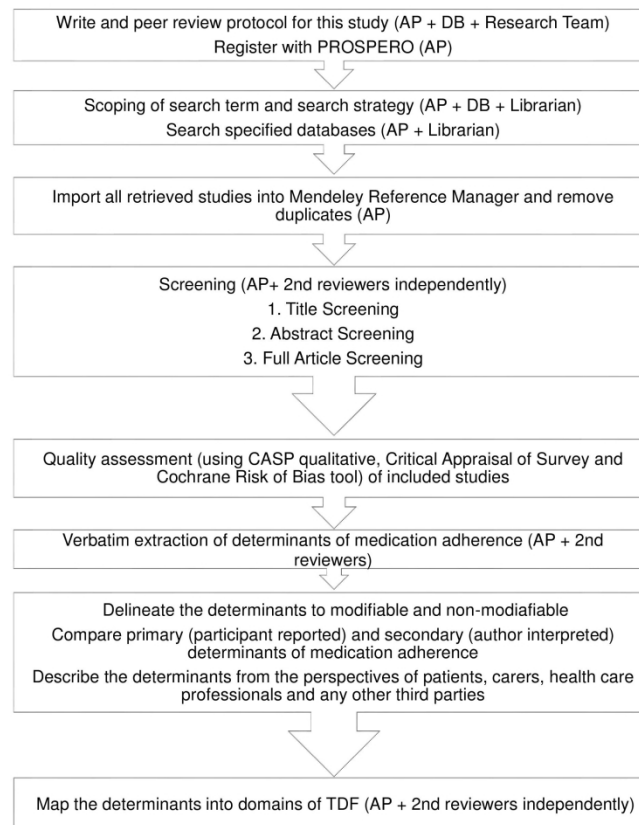 Write and peer review protocol for this study (AP + DB + Research Team)
Register with PROSPERO (AP)
Scoping of search term and search strategy (AP + DB + Librarian)
Search specified databases (AP + Librarian)
Import all retrieved studies into Mendeley Reference Manager and remove
duplicates (AP)
Screening (AP+ 2nd reviewers independently)
1. Title Screening
2. Abstract Screening
3. Full Article Screening
Quality assessment (using CASP qualitative, Critical Appraisal of Survey and
Cochrane Risk of Bias tool) of included studies
Verbatim extraction of determinants of medication adherence (AP + 2nd
reviewers)
Delineate the determinants to modifiable and non-modiafiable
Compare primary (participant reported) and secondary (author interpreted)
determinants of medication adherence
Describe the determinants from the perspectives of patients, carers, health care
professionals and any other third parties
Map the determinants into domains of TDF (AP + 2nd reviewers independently)